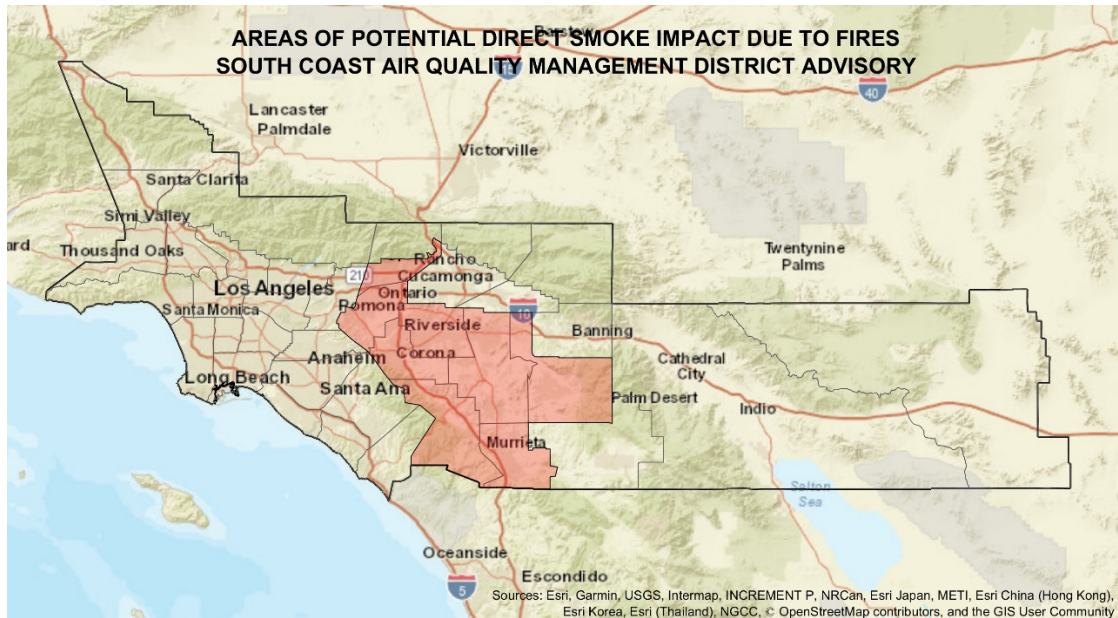 AREAS OF POTENTIAL DIRECT SMOKE IMPACT DUE TO FIRES
SOUTH COAST AIR QUALITY MANAGEMENT DISTRICT ADVISORY
Barstow
15
40
Lancaster
Palmdale
Victorville
Santa Clarita
Simi Valley
ard
Thousand Oaks
Twentynine
Palms
210
Rancho
Cucamonga
Los Angeles
Ontario
Santa Monica
Pomona
10
Riverside
Banning
Anaheim
Corona
Cathedral
City
Long Beach
Santa Ana
Palm Desert
Indio
Murrieta
Salton
Sea
Oceanside
Escondido
5
Sources: Esri, Garmin, USGS, Intermap, INCREMENT P, NRCan, Esri Japan, METI, Esri China (Hong Kong),
Esri Korea, Esri (Thailand), NGCC, © OpenStreetMap contributors, and the GIS User Community